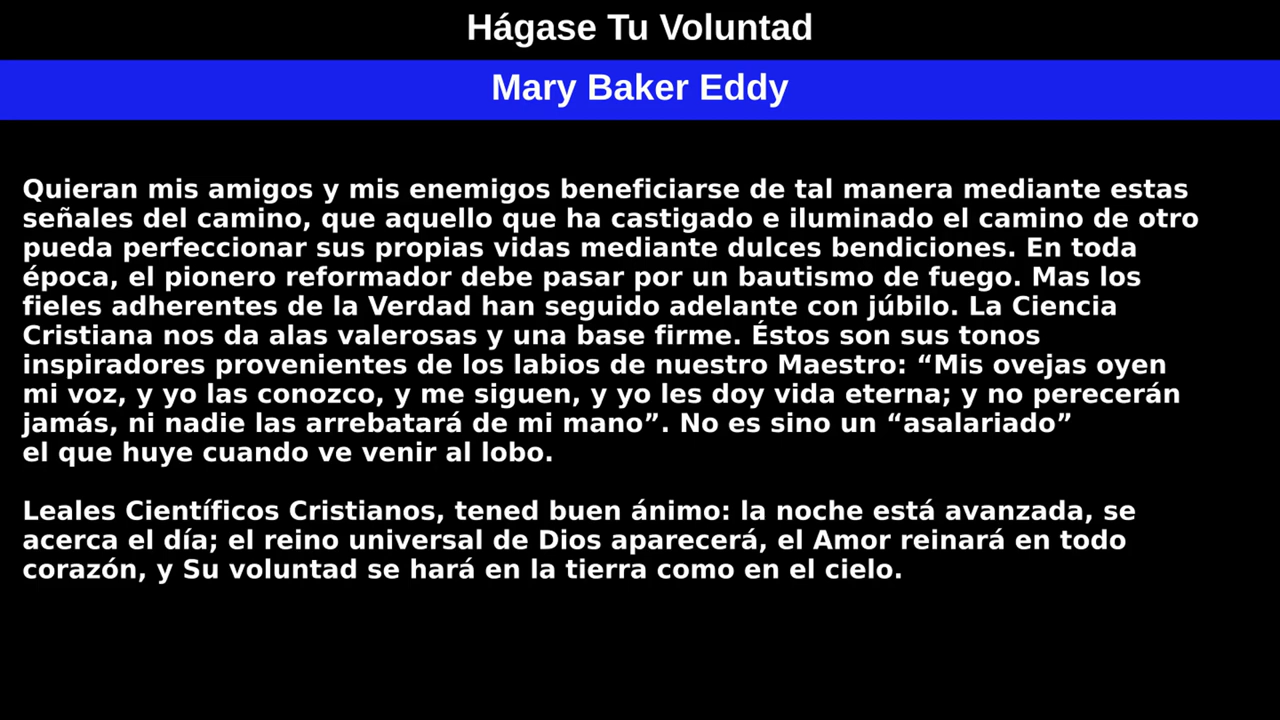 Hágase Tu Voluntad
Mary Baker Eddy
Quieran mis amigos y mis enemigos beneficiarse de tal manera mediante estas
señales del camino, que aquello que ha castigado e iluminado el camino de otro
pueda perfeccionar sus propias vidas mediante dulces bendiciones. En toda
época, el pionero reformador debe pasar por un bautismo de fuego. Mas los
fieles adherentes de la Verdad han seguido adelante con júbilo. La Ciencia
Cristiana nos da alas valerosas y una base firme. Éstos son sus tonos
inspiradores provenientes de los labios de nuestro Maestro: “Mis ovejas oyen
mi voz, y yo las conozco, y me siguen, y yo les doy vida eterna; y no perecerán
jamás, ni nadie las arrebatará de mi mano”. No es sino un “asalariado”
el que huye cuando ve venir al lobo.
Leales Científicos Cristianos, tened buen ánimo: la noche está avanzada, se
acerca el día; el reino universal de Dios aparecerá, el Amor reinará en todo
corazón, y Su voluntad se hará en la tierra como en el cielo.